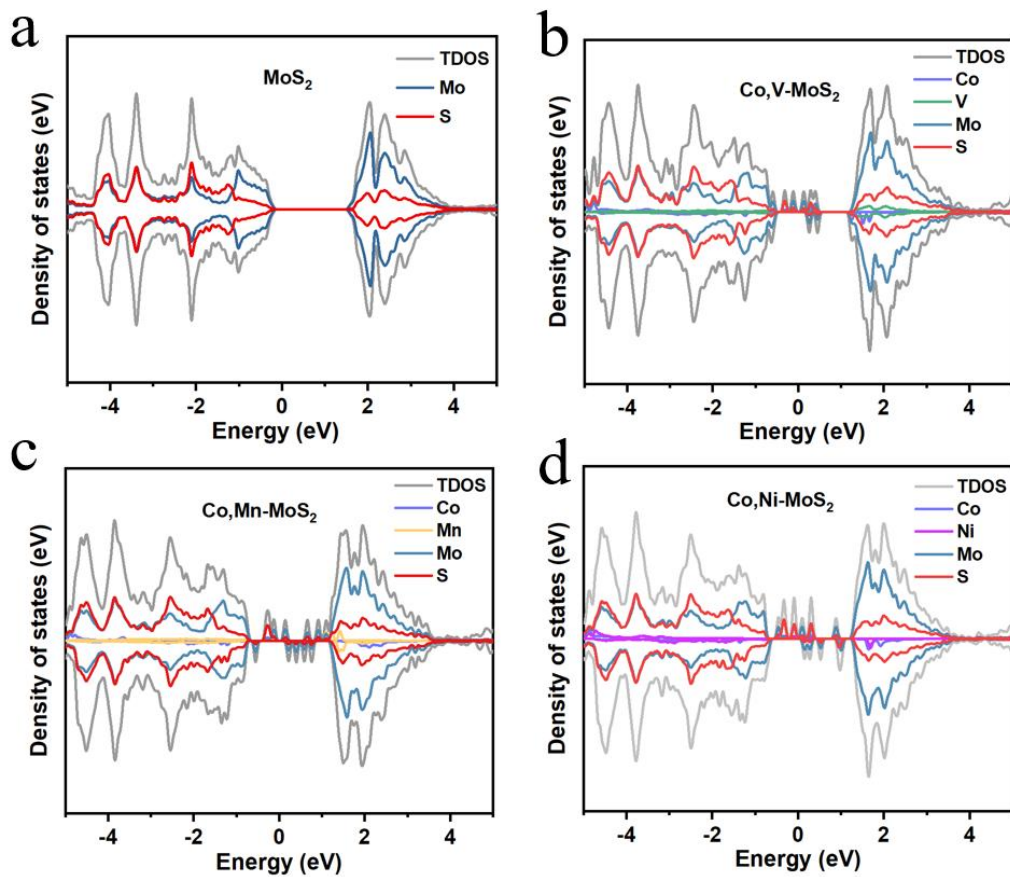 a
MoS2
TDOS
Mo
S
Density of states (eV)
-4 -2 0 2 4
Energy (eV)
b
Co,V-MoS2
TDOS
Co
V
Mo
S
Density of states (eV)
-4 -2 0 2 4
Energy (eV)
c
Co,Mn-MoS2
TDOS
Co
Mn
Mo
S
Density of states (eV)
-4 -2 0 2 4
Energy (eV)
d
Co,Ni-MoS2
TDOS
Co
Ni
Mo
S
Density of states (eV)
-4 -2 0 2 4
Energy (eV)